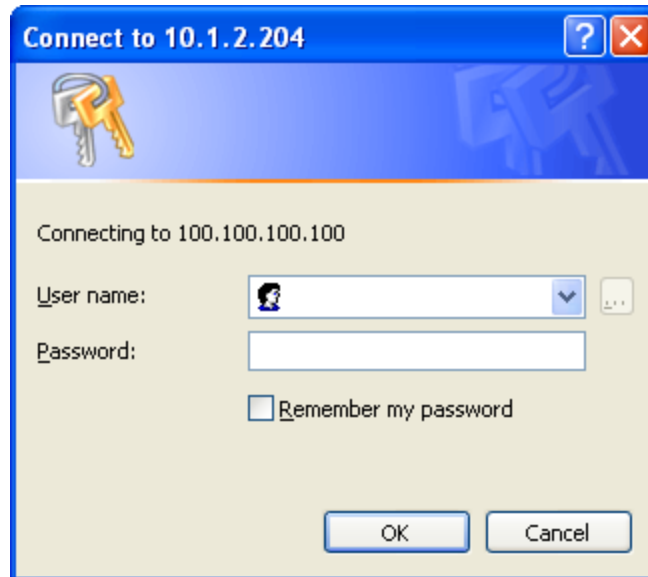 Connect to 10.1.2.204
Connecting to 100.100.100.100
User name:
...
Password:
Remember my password
OK Cancel